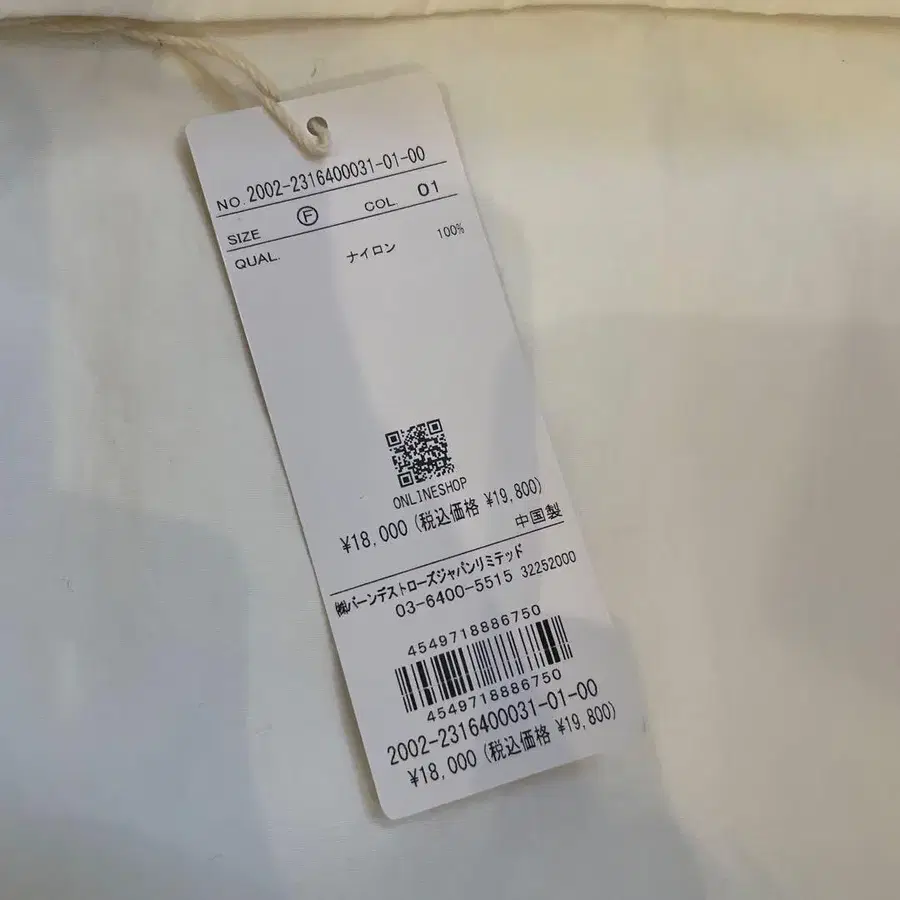 NO. 2002-2316400031-01-00
SIZE Ⓕ COL. 01
QUAL. ナイロン 100%
ONLINESHOP
¥18,000 (税込価格 ¥19,800)
中国製
㈱バーンデストローズジャパンリミテッド
03-6400-5515 32252000
4549718886750
4549718886750
2002-2316400031-01-00
¥18,000 (税込価格 ¥19,800)